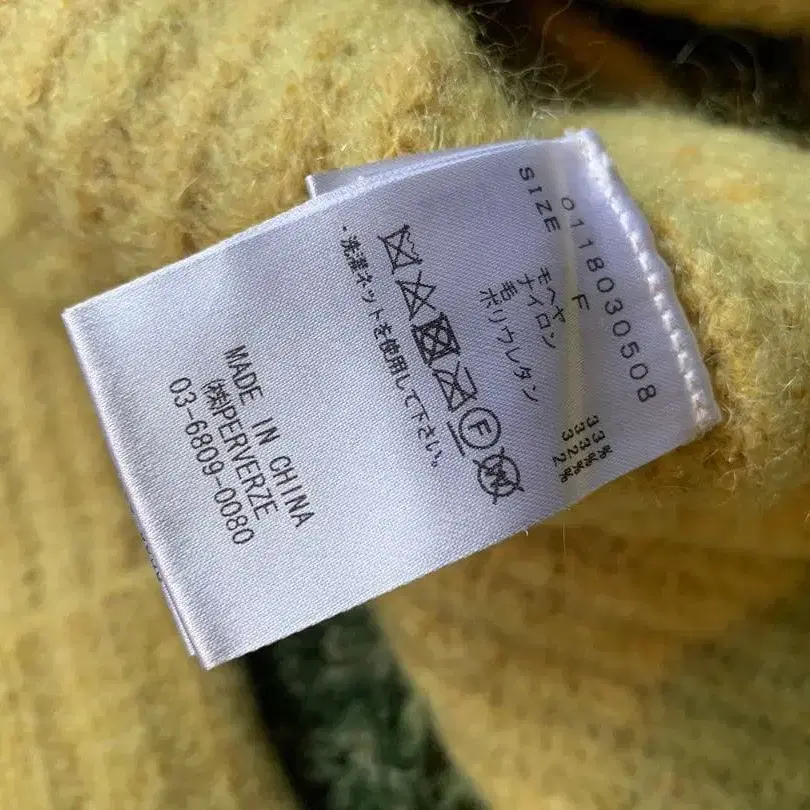 0118030508
SIZE F
モヘヤ 33%
ナイロン 33%
毛 32%
ポリウレタン 2%
F W
・洗濯ネットを使用して下さい。
MADE IN CHINA
㈱PERVERZE
03-6809-0080